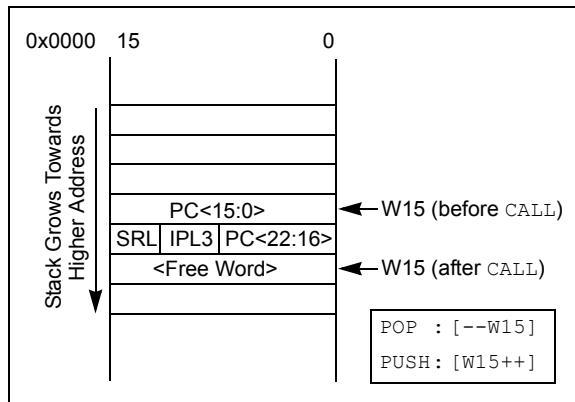 0x0000 15 0
Stack Grows Towards
Higher Address
PC<15:0>
W15 (before CALL)
SRL IPL3 PC<22:16>
<Free Word>
W15 (after CALL)
POP : [--W15]
PUSH: [W15++]